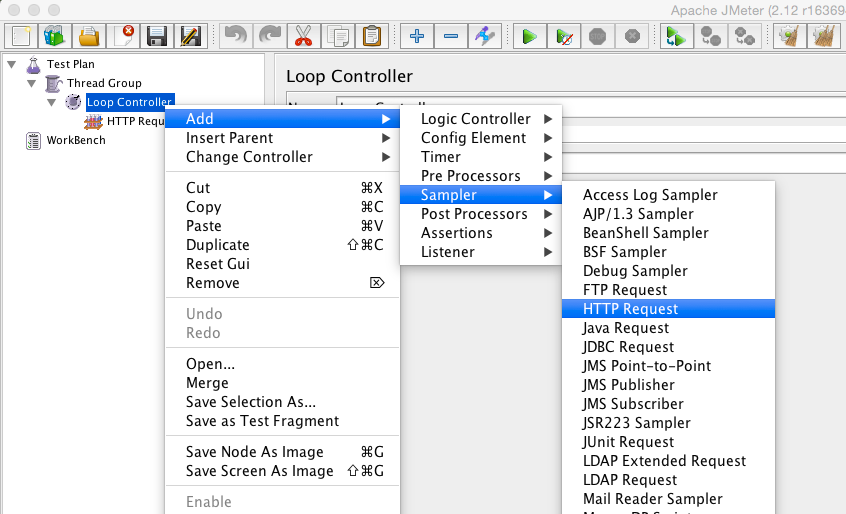 Apache JMeter (2.12 r16369
Test Plan
Thread Group
Loop Controller
HTTP Requ
WorkBench
Loop Controller
Add
Insert Parent
Change Controller
Cut ⌘X
Copy ⌘C
Paste ⌘V
Duplicate ⇧⌘C
Reset Gui
Remove ⌦
Undo
Redo
Open...
Merge
Save Selection As...
Save as Test Fragment
Save Node As Image ⌘G
Save Screen As Image ⇧⌘G
Enable
Logic Controller
Config Element
Timer
Pre Processors
Sampler
Post Processors
Assertions
Listener
Access Log Sampler
AJP/1.3 Sampler
BeanShell Sampler
BSF Sampler
Debug Sampler
FTP Request
HTTP Request
Java Request
JDBC Request
JMS Point-to-Point
JMS Publisher
JMS Subscriber
JSR223 Sampler
JUnit Request
LDAP Extended Request
LDAP Request
Mail Reader Sampler